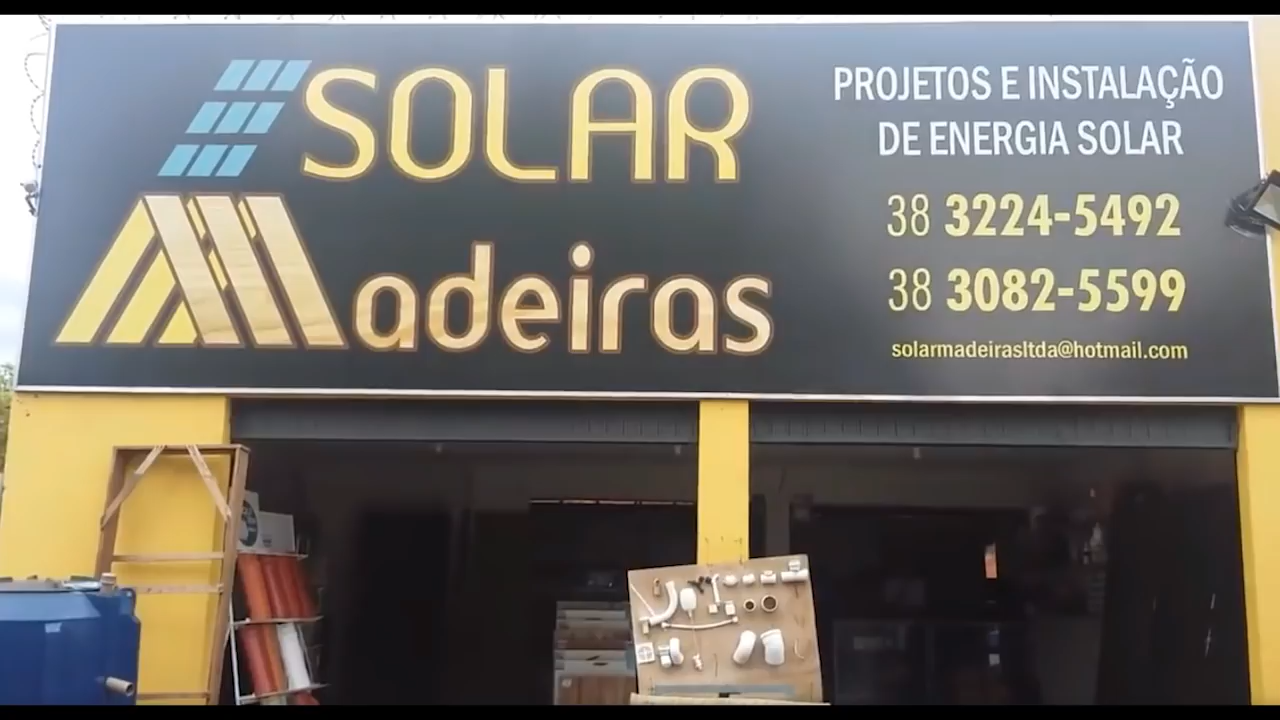 SOLAR
Madeiras
PROJETOS E INSTALAÇÃO
DE ENERGIA SOLAR
38 3224-5492
38 3082-5599
solarmadeirasltda@hotmail.com